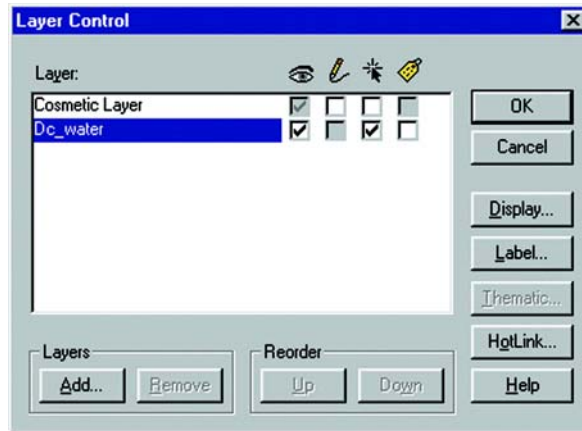 Layer Control
Layer:
Cosmetic Layer
Dc_water
OK
Cancel
Display...
Label...
Thematic...
HotLink...
Help
Layers
Add...
Remove
Reorder
Up
Down